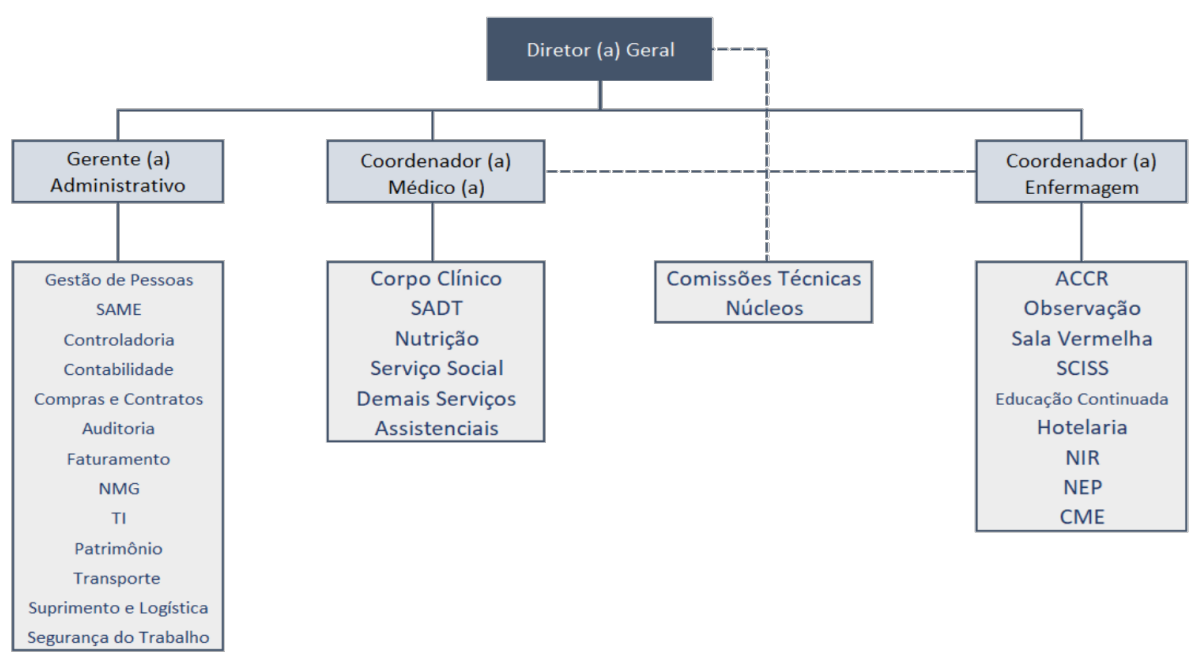 Diretor (a) Geral
Gerente (a)
Administrativo
Coordenador (a)
Médico (a)
Coordenador (a)
Enfermagem
Gestão de Pessoas
SAME
Controladoria
Contabilidade
Compras e Contratos
Auditoria
Faturamento
NMG
TI
Patrimônio
Transporte
Suprimento e Logística
Segurança do Trabalho
Corpo Clínico
SADT
Nutrição
Serviço Social
Demais Serviços
Assistenciais
Comissões Técnicas
Núcleos
ACCR
Observação
Sala Vermelha
SCISS
Educação Continuada
Hotelaria
NIR
NEP
CME